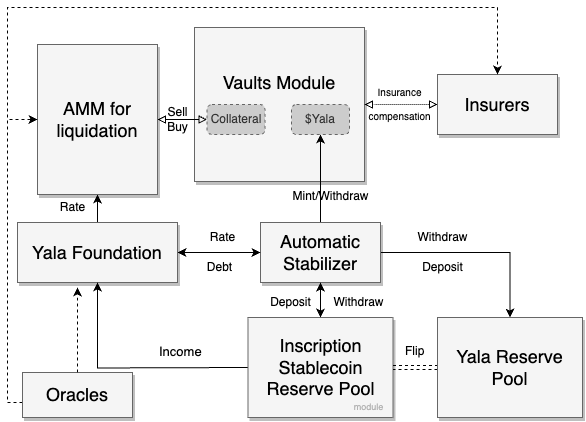 Vaults Module
AMM for
liquidation
Sell
Buy
Collateral
$Yala
Insurance
compensation
Insurers
Mint/Withdraw
Rate
Yala Foundation
Rate
Debt
Automatic
Stabilizer
Withdraw
Deposit
Deposit
Withdraw
Income
Inscription
Stablecoin
Reserve Pool
module
Flip
Yala Reserve
Pool
Oracles